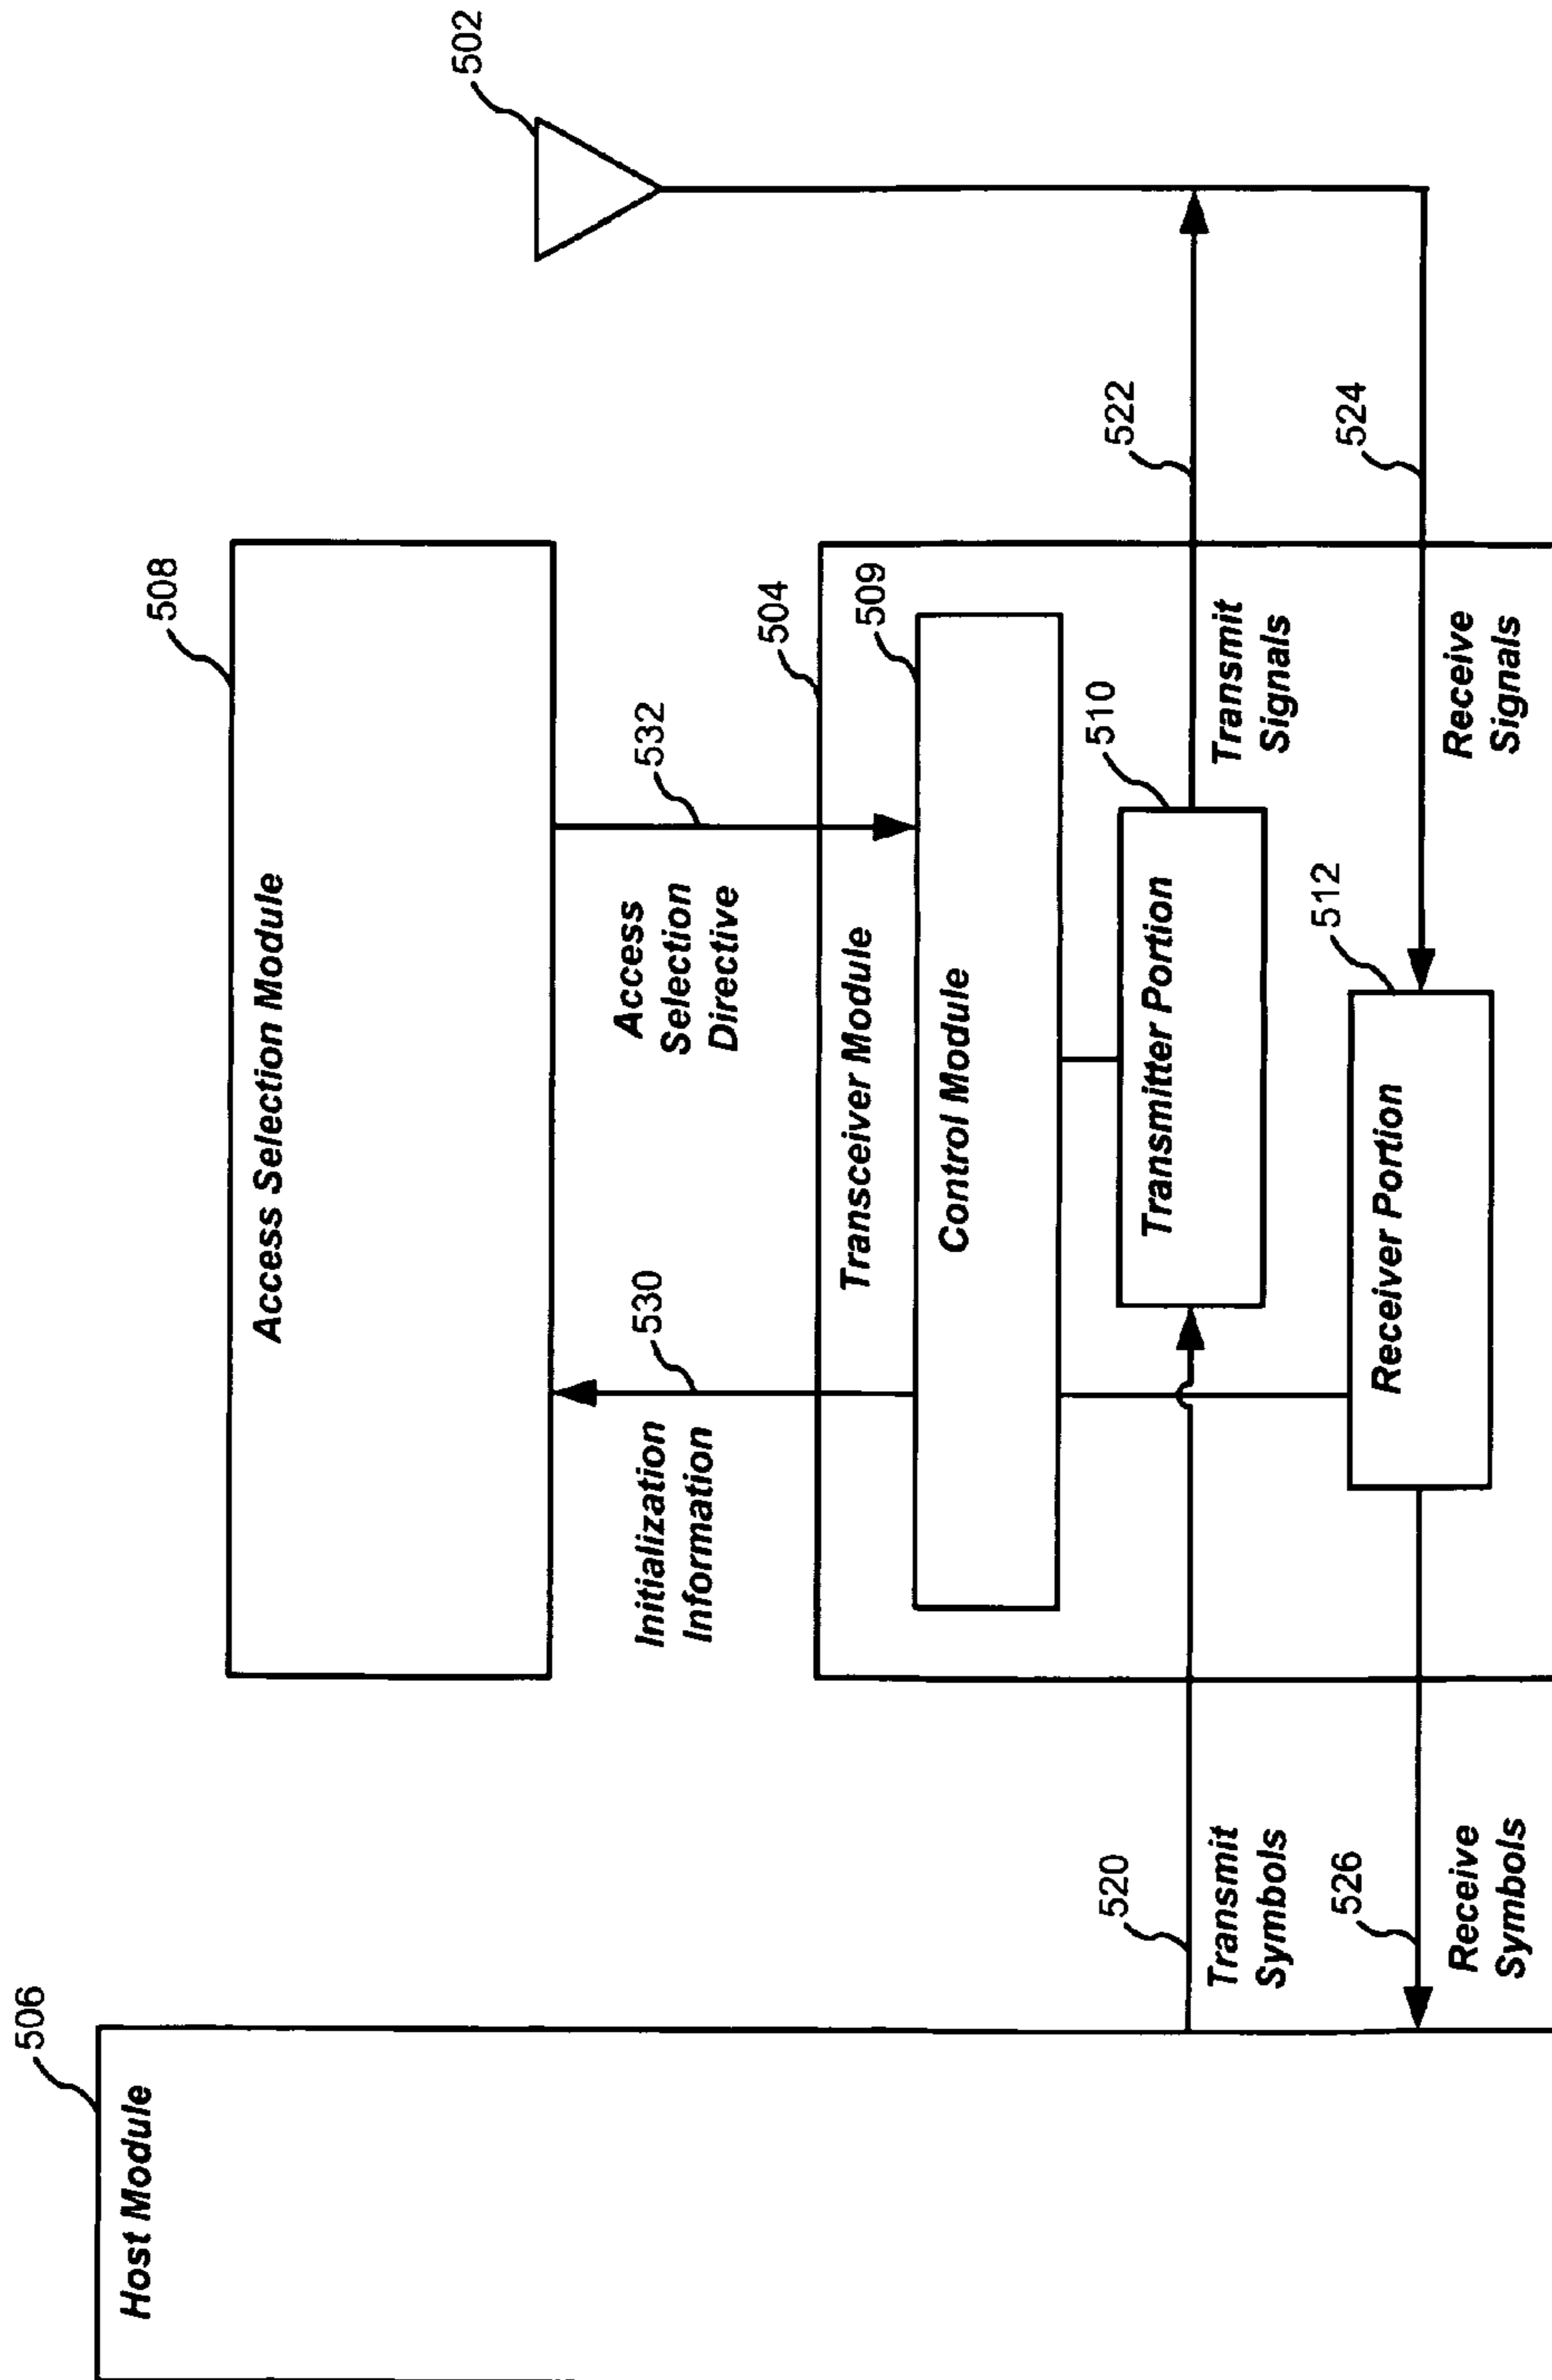 506
Host Module
508
Access Selection Module
502
530
Initialization
Information
532
Access
Selection
Directive
504
Transceiver Module
509
Control Module
510
Transmitter Portion
512
Receiver Portion
520
Transmit
Symbols
522
Transmit
Signals
526
Receive
Symbols
524
Receive
Signals